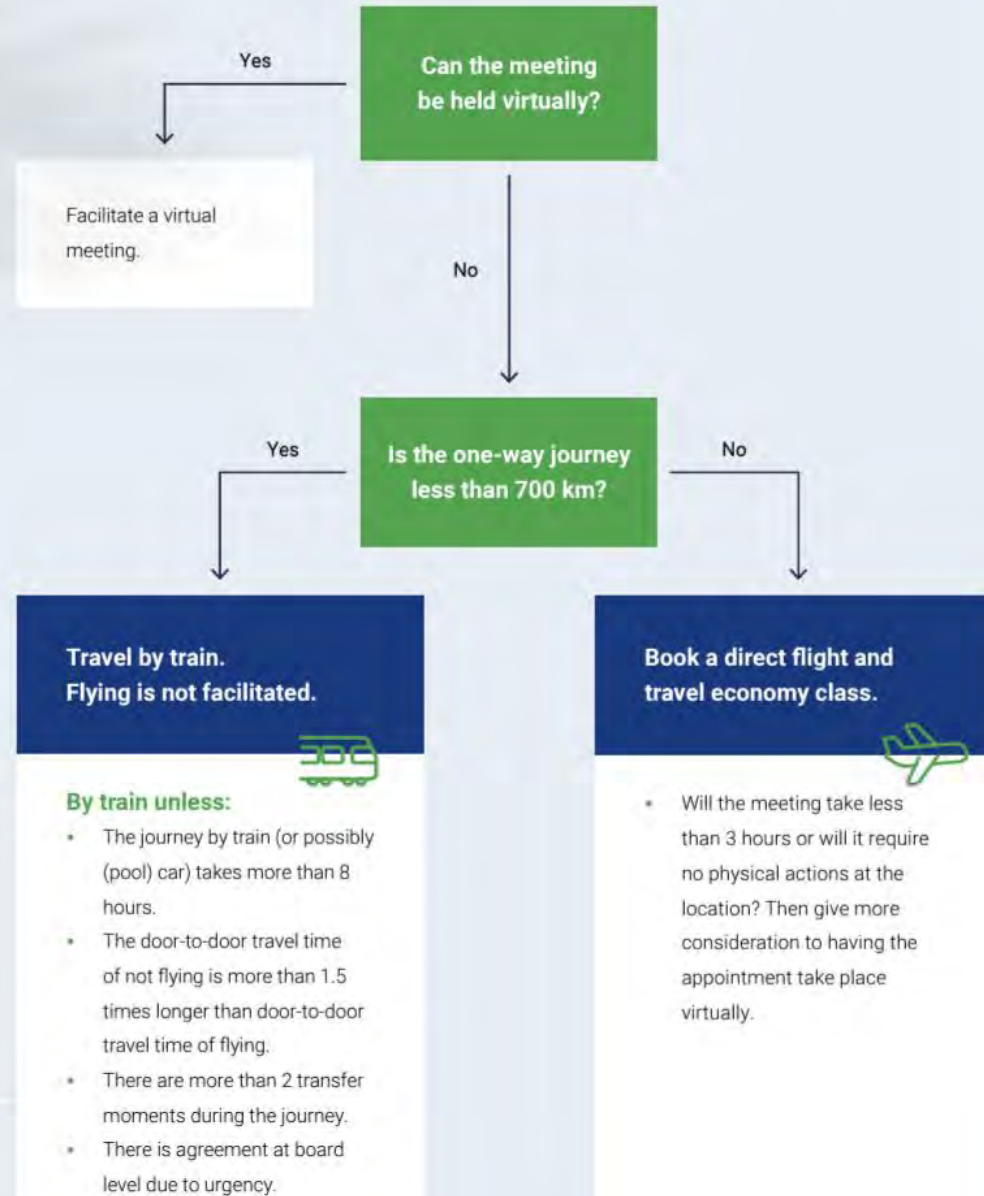 Can the meeting
be held virtually?
Yes
Facilitate a virtual
meeting.
No
Is the one-way journey
less than 700 km?
Yes
No
Travel by train.
Flying is not facilitated.
By train unless:
• The journey by train (or possibly
(pool) car) takes more than 8
hours.
• The door-to-door travel time
of not flying is more than 1.5
times longer than door-to-door
travel time of flying.
• There are more than 2 transfer
moments during the journey.
• There is agreement at board
level due to urgency.
Book a direct flight and
travel economy class.
• Will the meeting take less
than 3 hours or will it require
no physical actions at the
location? Then give more
consideration to having the
appointment take place
virtually.